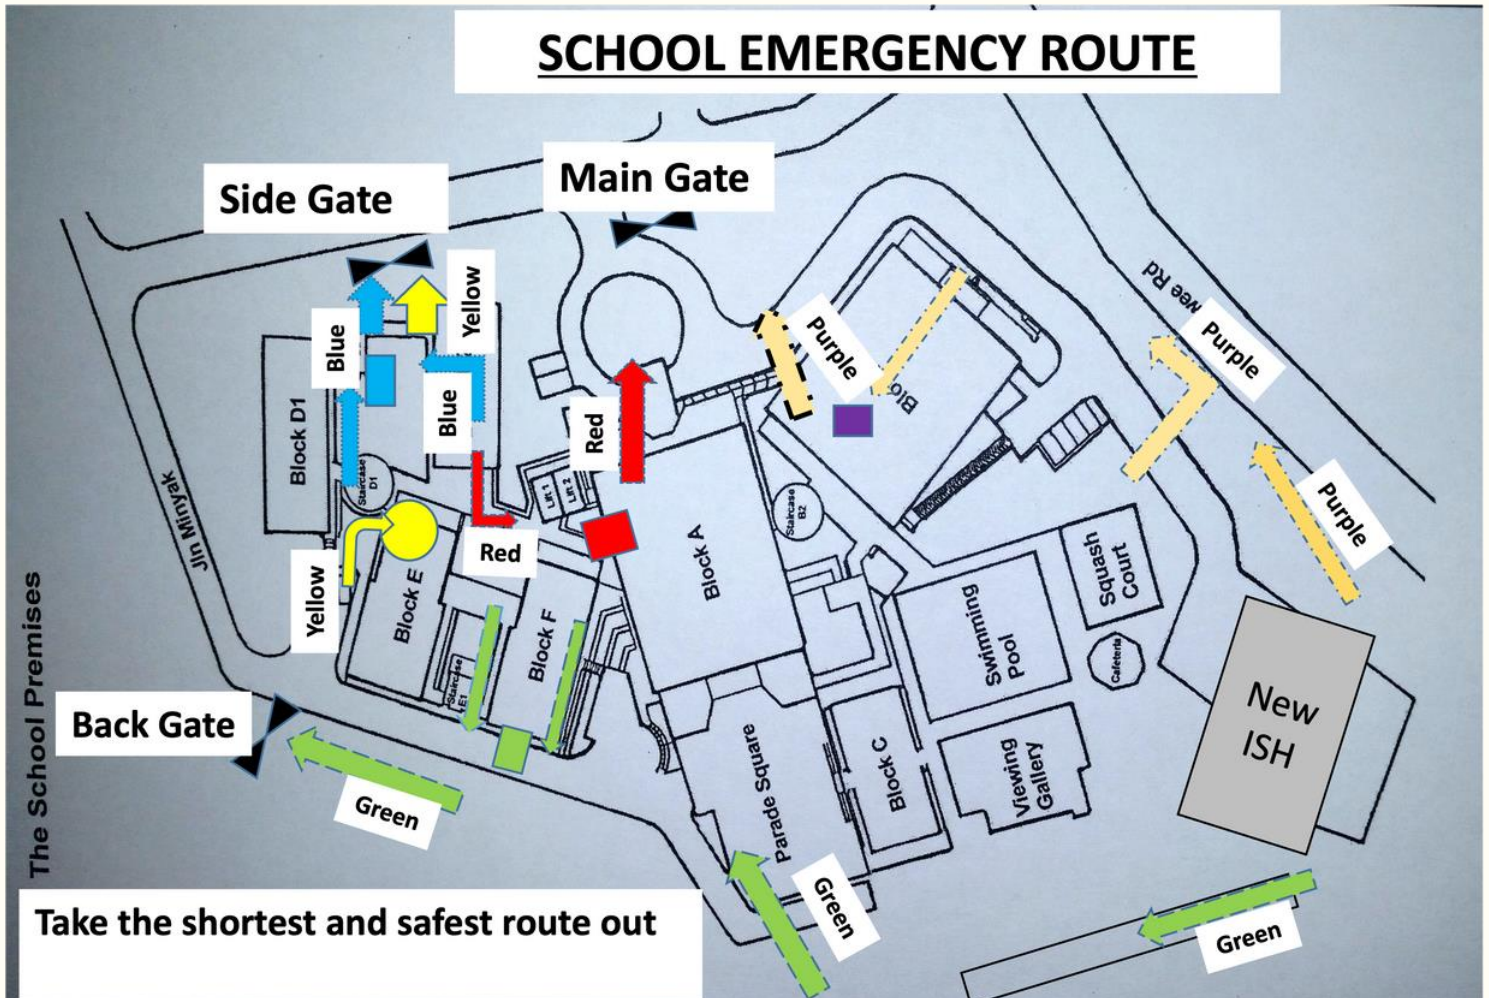 SCHOOL EMERGENCY ROUTE
Main Gate
Side Gate
Yellow
Blue
Blue
Purple
Purple
Purple
Red
Red
Yellow
Block D1
Staircase
D1
Lift 1
Lift 2
Block A
Staircase
B2
Blo
Squash
Court
Swimming
Pool
Cafeteria
Block E
Staircase
E1
Block F
Jln Minyak
Back Gate
Green
Parade Square
Block C
Viewing
Gallery
New
ISH
Green
Green
The School Premises
Take the shortest and safest route out